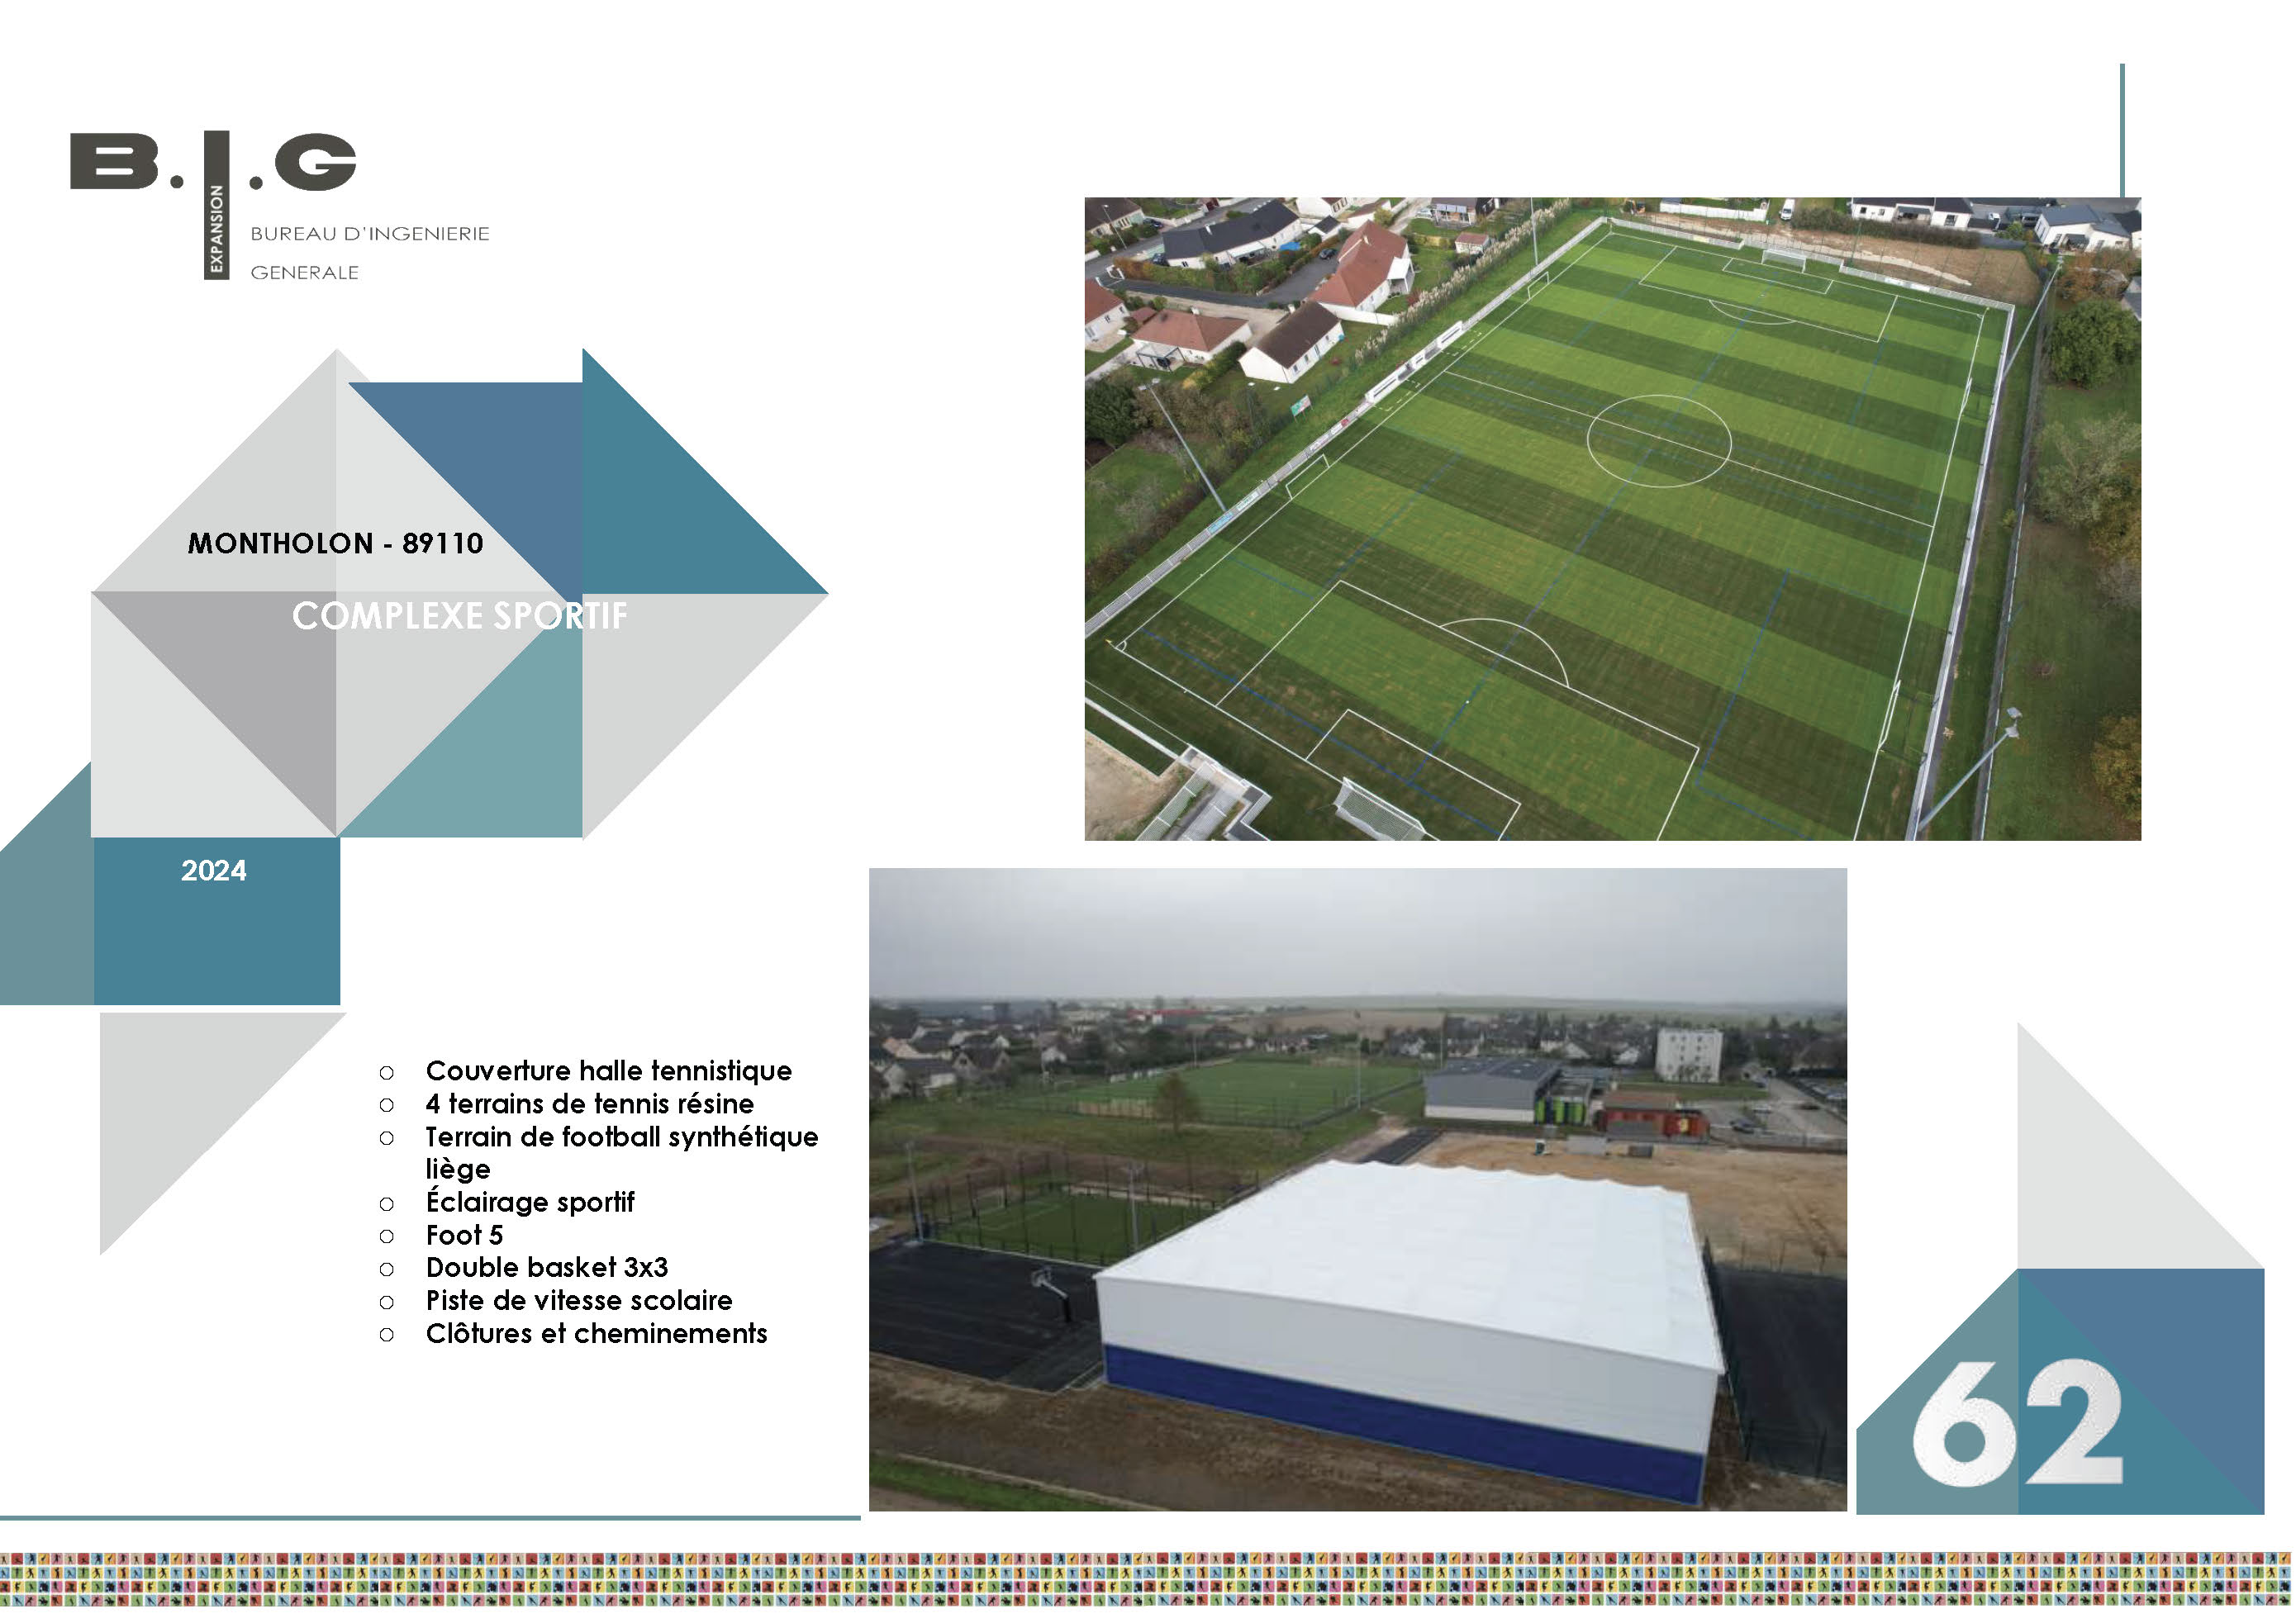 B.I.G
EXPANSION
BUREAU D'INGENIERIE
GENERALE
MONTHOLON - 89110
COMPLEXE SPORTIF
2024
○ Couverture halle tennistique
○ 4 terrains de tennis résine
○ Terrain de football synthétique
liège
○ Éclairage sportif
○ Foot 5
○ Double basket 3x3
○ Piste de vitesse scolaire
○ Clôtures et cheminements
62